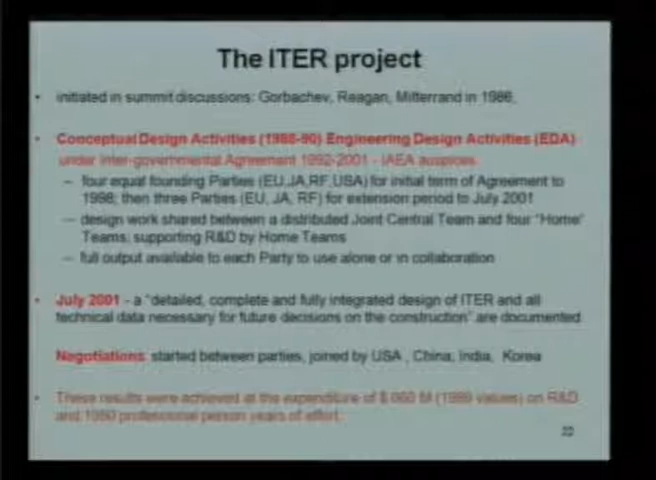 The ITER project
• initiated in summit discussions: Gorbachev, Reagan, Mitterrand in 1986.
• Conceptual Design Activities (1988-90) Engineering Design Activities (EDA)
under inter-governmental Agreement 1992-2001 - IAEA auspices
– four equal founding Parties (EU,JA,RF,USA) for initial term of Agreement to
1998; then three Parties (EU, JA, RF) for extension period to July 2001
– design work shared between a distributed Joint Central Team and four "Home"
Teams; supporting R&D by Home Teams
– full output available to each Party to use alone or in collaboration
• July 2001 - a "detailed, complete and fully integrated design of ITER and all
technical data necessary for future decisions on the construction" are documented
Negotiations started between parties, joined by USA , China, India, Korea
• These results were achieved at the expenditure of $ M (1989 values) on R&D
and 1950 professional person years of effort.